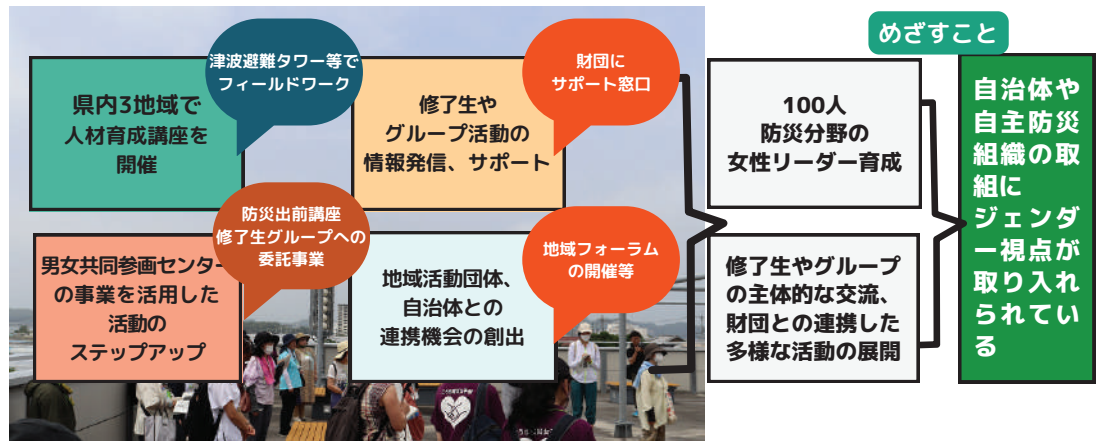 めざすこと
津波避難タワー等で
フィールドワーク
県内3地域で
人材育成講座を
開催
財団に
サポート窓口
修了生や
グループ活動の
情報発信、サポート
防災出前講座
修了生グループへの
委託事業
男女共同参画センター
の事業を活用した
活動の
ステップアップ
地域フォーラム
の開催等
地域活動団体、
自治体との
連携機会の創出
100人
防災分野の
女性リーダー育成
修了生やグループ
の主体的な交流、
財団との連携した
多様な活動の展開
自治体や
自主防災
組織の取
組に
ジェンダ
ー視点が
取り入れ
られてい
る